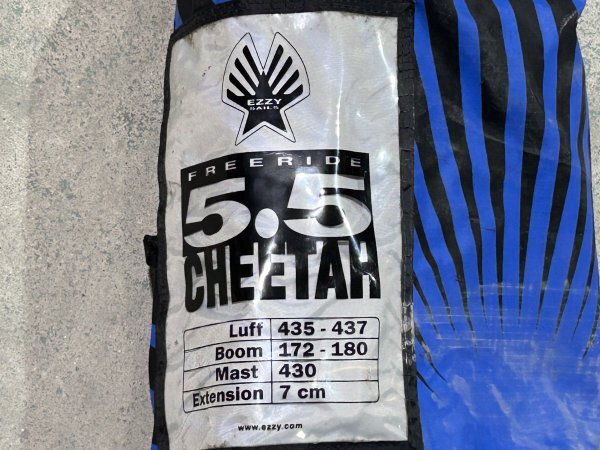 EZZY
SAILS
FREERIDE
5.5
CHEETAH
Luff 435 - 437
Boom 172 - 180
Mast 430
Extension 7 cm
www.ezzy.com